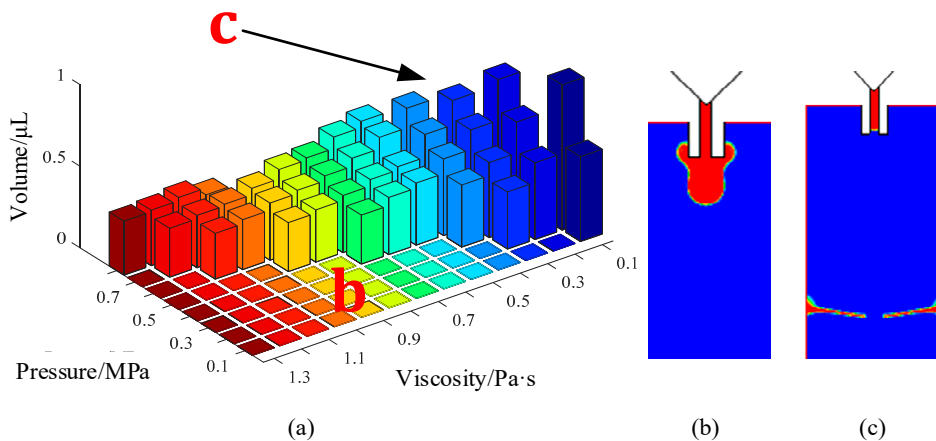 c
1
0.5
0
Volume/μL
b
0.7
0.5
0.3
0.1
Pressure/MPa
1.3
1.1
0.9
0.7
0.5
0.3
0.1
Viscosity/Pa·s
(a)
(b)
(c)